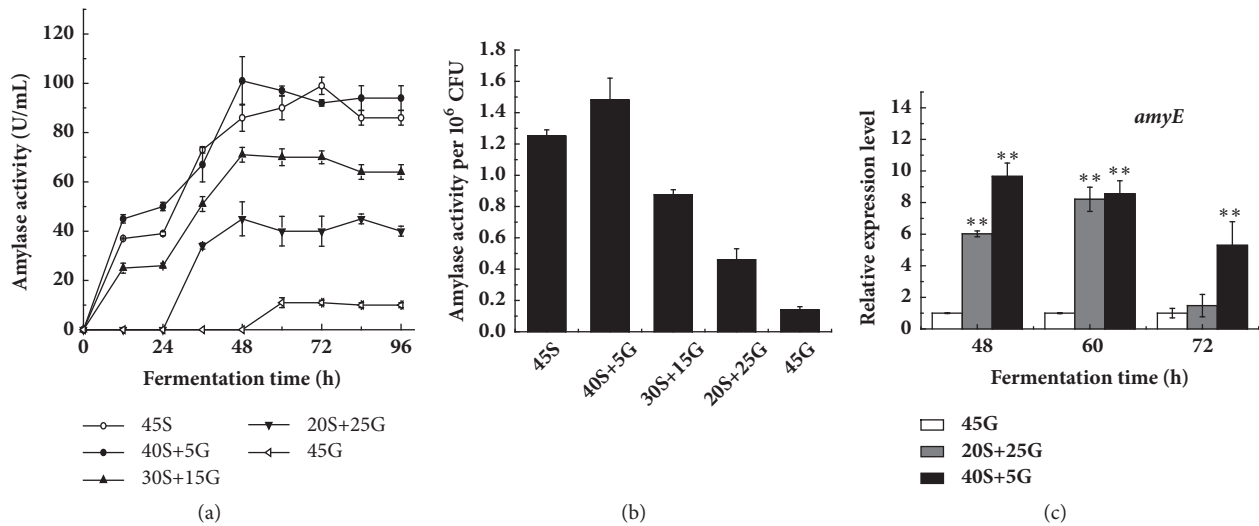 Amylase activity (U/mL)
120
100
80
60
40
20
0
0 24 48 72 96
Fermentation time (h)
45S
40S+5G
30S+15G
20S+25G
45G
(a)
Amylase activity per 10⁶ CFU
1.8
1.6
1.4
1.2
1.0
0.8
0.6
0.4
0.2
0.0
45S
40S+5G
30S+15G
20S+25G
45G
(b)
Relative expression level
14
12
10
8
6
4
2
0
amyE
**
**
**
**
**
48 60 72
Fermentation time (h)
45G
20S+25G
40S+5G
(c)